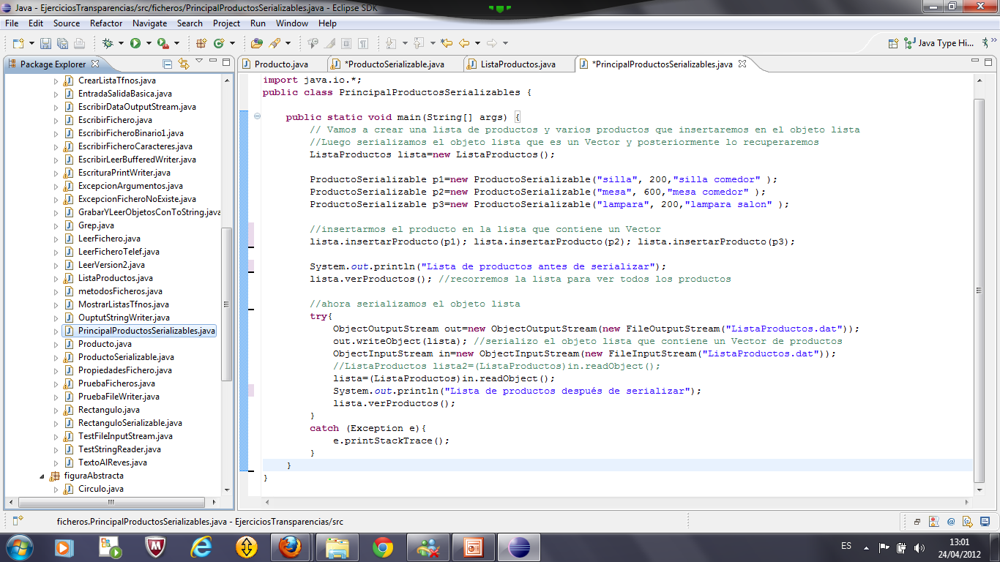 Java - EjerciciosTransparencias/src/ficheros/PrincipalProductosSerializables.java - Eclipse SDK
File Edit Source Refactor Navigate Search Project Run Window Help
Java Type Hi...
Package Explorer
Producto.java
*ProductoSerializable.java
ListaProductos.java
*PrincipalProductosSerializables.java
CrearListaTfnos.java
EntradaSalidaBasica.java
EscribirDataOutputStream.java
EscribirFichero.java
EscribirFicheroBinario1.java
EscribirFicheroCaracteres.java
EscribirLeerBufferedWriter.java
EscrituraPrintWriter.java
ExcepcionArgumentos.java
ExcepcionFicheroNoExiste.java
GrabarYLeerObjetosConToString.java
Grep.java
LeerFichero.java
LeerFicheroTelef.java
LeerVersion2.java
ListaProductos.java
metodosFicheros.java
MostrarListasTfnos.java
OuptutStringWriter.java
PrincipalProductosSerializables.java
Producto.java
ProductoSerializable.java
PropiedadesFichero.java
PruebaFicheros.java
PruebaFileWriter.java
Rectangulo.java
RectanguloSerializable.java
TestFileInputStream.java
TestStringReader.java
TextoAlReves.java
figuraAbstracta
Circulo.java
import java.io.*;
public class PrincipalProductosSerializables {
public static void main(String[] args) {
// Vamos a crear una lista de productos y varios productos que insertaremos en el objeto lista
//Luego serializamos el objeto lista que es un Vector y posteriormente lo recuperaremos
ListaProductos lista=new ListaProductos();
ProductoSerializable p1=new ProductoSerializable("silla", 200,"silla comedor" );
ProductoSerializable p2=new ProductoSerializable("mesa", 600,"mesa comedor" );
ProductoSerializable p3=new ProductoSerializable("lampara", 200,"lampara salon" );
//insertarmos el producto en la lista que contiene un Vector
lista.insertarProducto(p1); lista.insertarProducto(p2); lista.insertarProducto(p3);
System.out.println("Lista de productos antes de serializar");
lista.verProductos(); //recorremos la lista para ver todos los productos
//ahora serializamos el objeto lista
try{
ObjectOutputStream out=new ObjectOutputStream(new FileOutputStream("ListaProductos.dat"));
out.writeObject(lista); //serializo el objeto lista que contiene un Vector de productos
ObjectInputStream in=new ObjectInputStream(new FileInputStream("ListaProductos.dat"));
//ListaProductos lista2=(ListaProductos)in.readObject();
lista=(ListaProductos)in.readObject();
System.out.println("Lista de productos después de serializar");
lista.verProductos();
}
catch (Exception e){
e.printStackTrace();
}
}
}
ficheros.PrincipalProductosSerializables.java - EjerciciosTransparencias/src
ES
13:01
24/04/2012